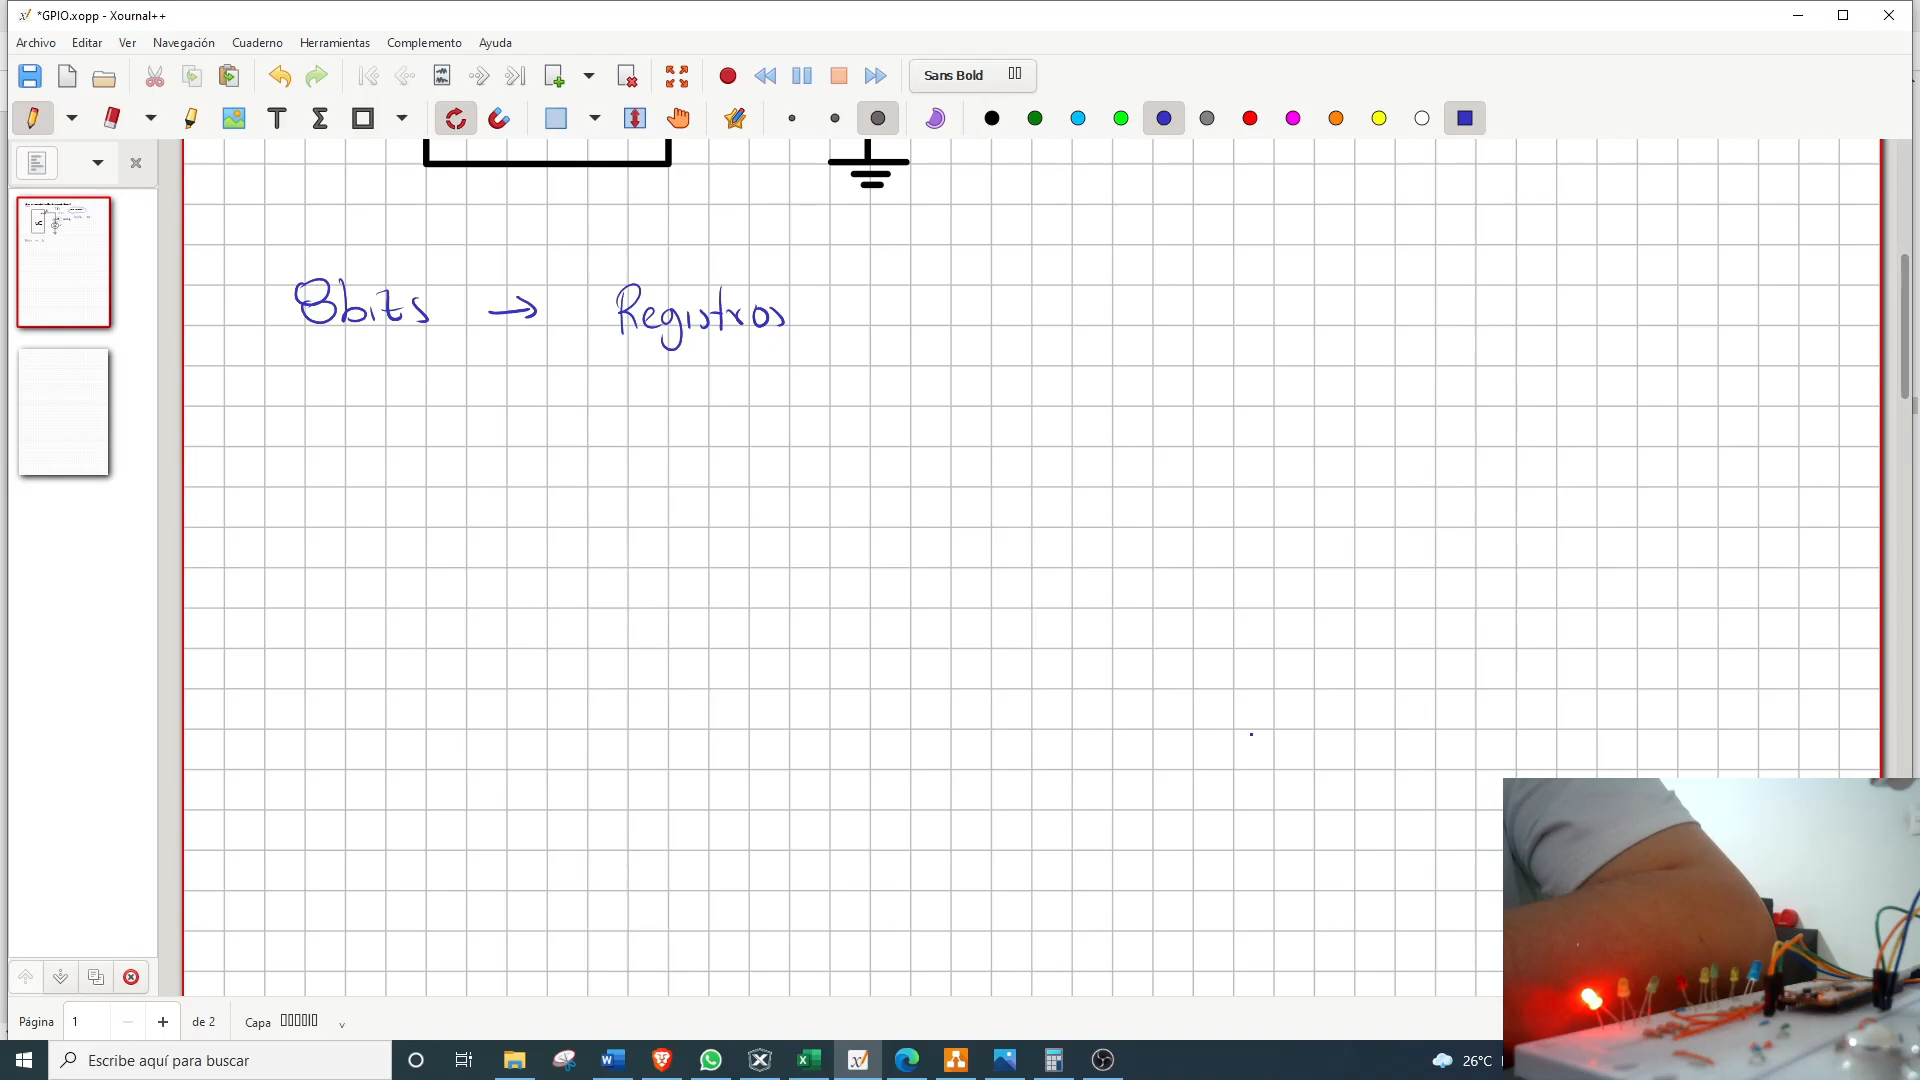 *GPIO.xopp - Xournal++
Archivo Editar Ver Navegación Cuaderno Herramientas Complemento Ayuda
Sans Bold
8bits → Registros
Página 1 de 2 Capa
Escribe aquí para buscar
26°C